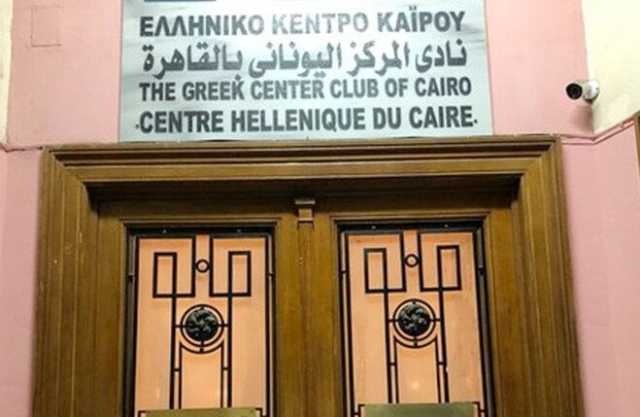 ΕΛΛΗΝΙΚΟ ΚΕΝΤΡΟ ΚΑΪΡΟΥ
نادى المركز اليونانى بالقاهرة
THE GREEK CENTER CLUB OF CAIRO
·CENTRE HELLENIQUE DU CAIRE·